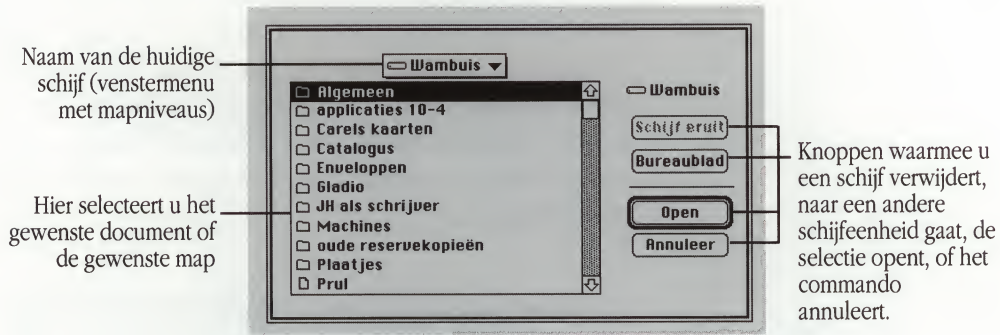 Naam van de huidige
schijf (venstermenu
met mapniveaus)
Hier selecteert u het
gewenste document of
de gewenste map
Wambuis
Algemeen
applicaties 10-4
Carels kaarten
Catalogus
Enveloppen
Gladio
JH als schrijver
Machines
oude reservekopieën
Plaatjes
Prul
Wambuis
Schijf eruit
Bureaublad
Open
Annuleer
Knoppen waarmee u
een schijf verwijdert,
naar een andere
schijfeenheid gaat, de
selectie opent, of het
commando
annuleert.